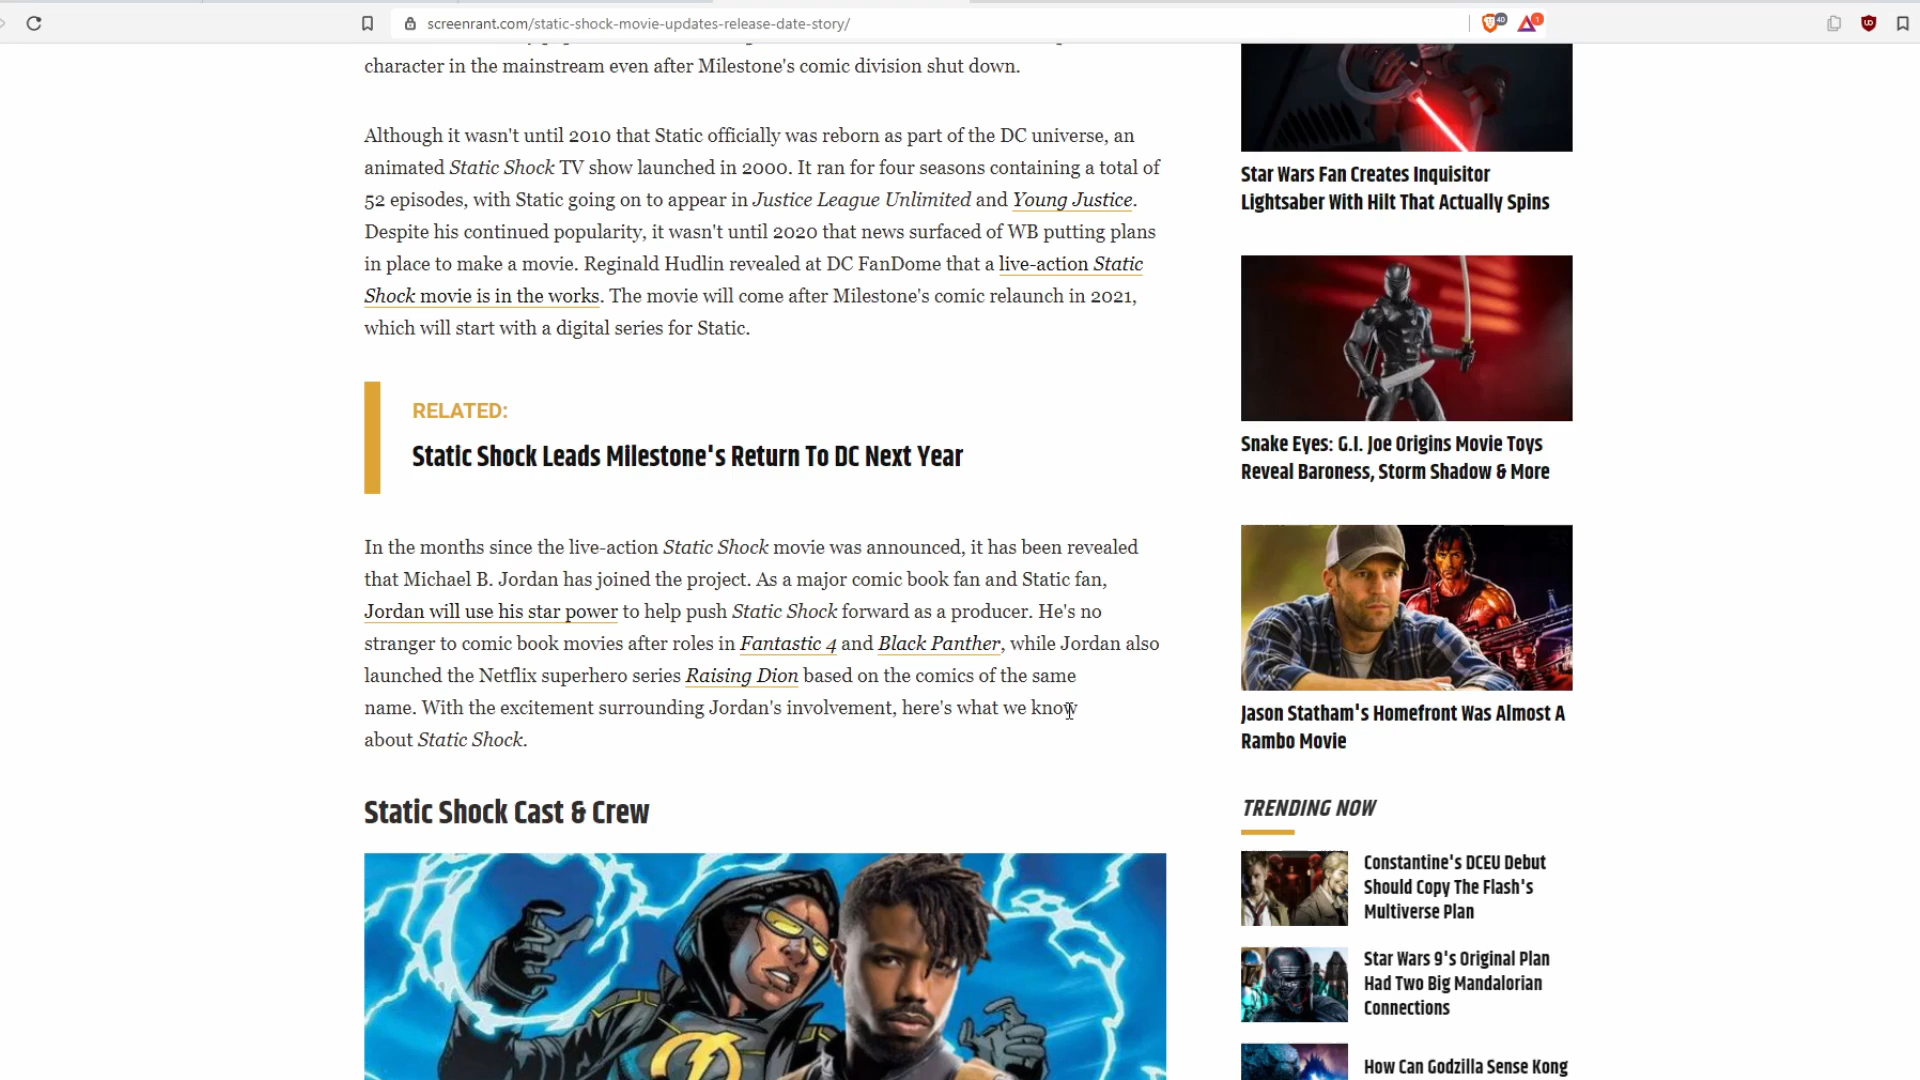 screenrant.com/static-shock-movie-updates-release-date-story/
40
1
character in the mainstream even after Milestone's comic division shut down.
Although it wasn't until 2010 that Static officially was reborn as part of the DC universe, an
animated Static Shock TV show launched in 2000. It ran for four seasons containing a total of
52 episodes, with Static going on to appear in Justice League Unlimited and Young Justice.
Despite his continued popularity, it wasn't until 2020 that news surfaced of WB putting plans
in place to make a movie. Reginald Hudlin revealed at DC FanDome that a live-action Static
Shock movie is in the works. The movie will come after Milestone's comic relaunch in 2021,
which will start with a digital series for Static.
RELATED:
Static Shock Leads Milestone's Return To DC Next Year
In the months since the live-action Static Shock movie was announced, it has been revealed
that Michael B. Jordan has joined the project. As a major comic book fan and Static fan,
Jordan will use his star power to help push Static Shock forward as a producer. He's no
stranger to comic book movies after roles in Fantastic 4 and Black Panther, while Jordan also
launched the Netflix superhero series Raising Dion based on the comics of the same
name. With the excitement surrounding Jordan's involvement, here's what we know
about Static Shock.
Static Shock Cast & Crew
Star Wars Fan Creates Inquisitor
Lightsaber With Hilt That Actually Spins
Snake Eyes: G.I. Joe Origins Movie Toys
Reveal Baroness, Storm Shadow & More
Jason Statham's Homefront Was Almost A
Rambo Movie
TRENDING NOW
Constantine's DCEU Debut
Should Copy The Flash's
Multiverse Plan
Star Wars 9's Original Plan
Had Two Big Mandalorian
Connections
How Can Godzilla Sense Kong